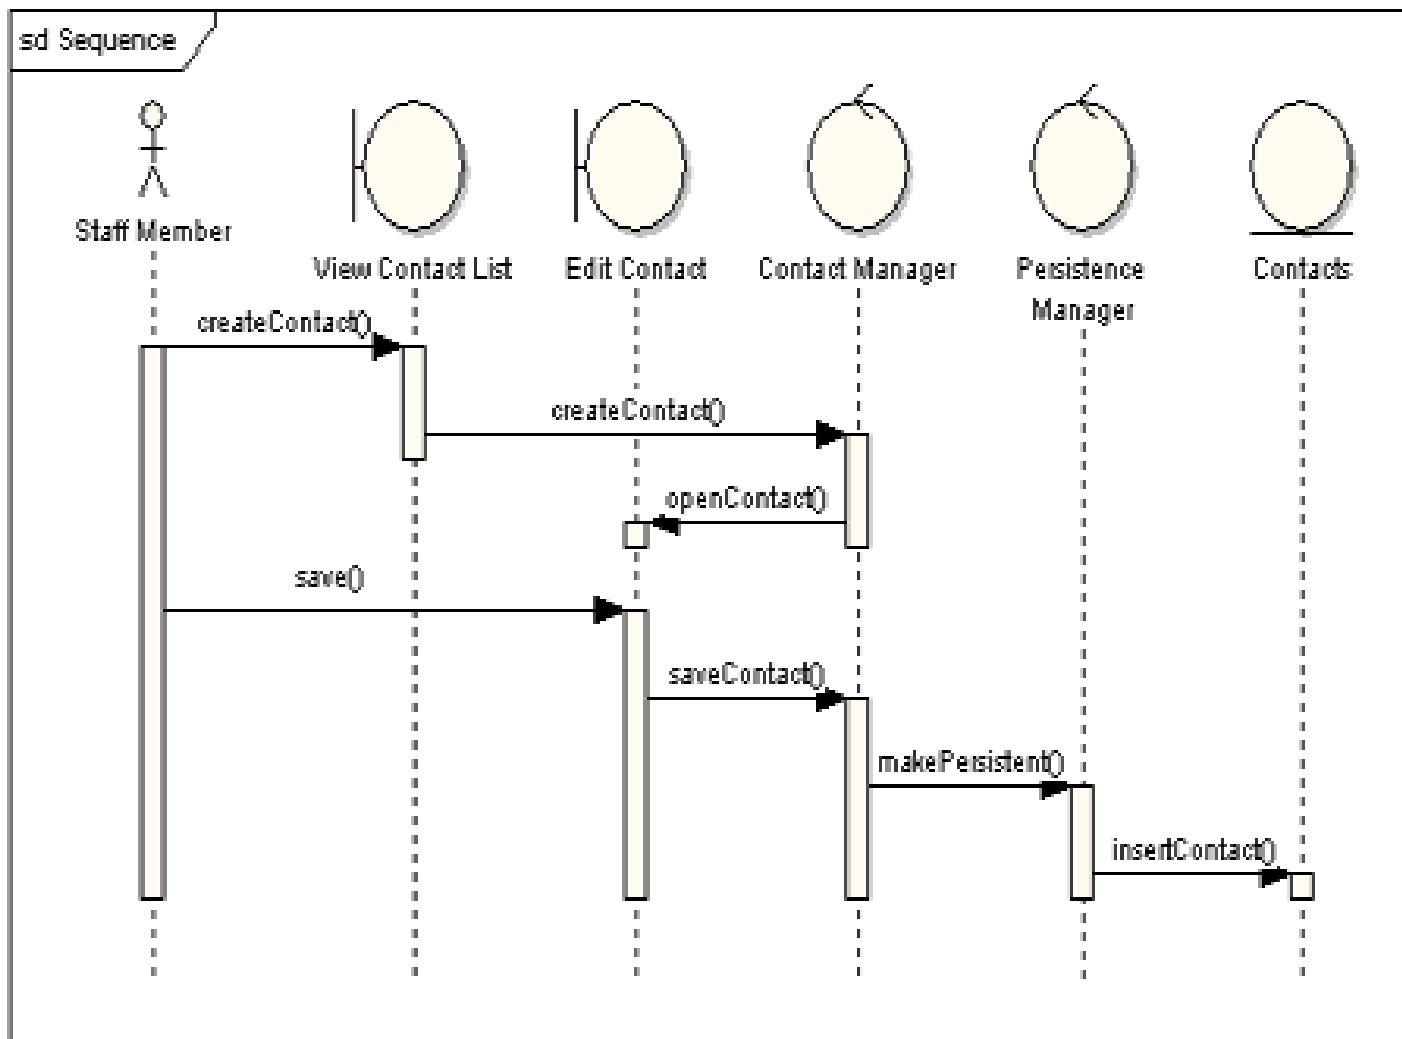 sd Sequence
Staff Member
View Contact List
Edit Contact
Contact Manager
Persistence
Manager
Contacts
createContact()
createContact()
openContact()
save()
saveContact()
makePersistent()
insertContact()